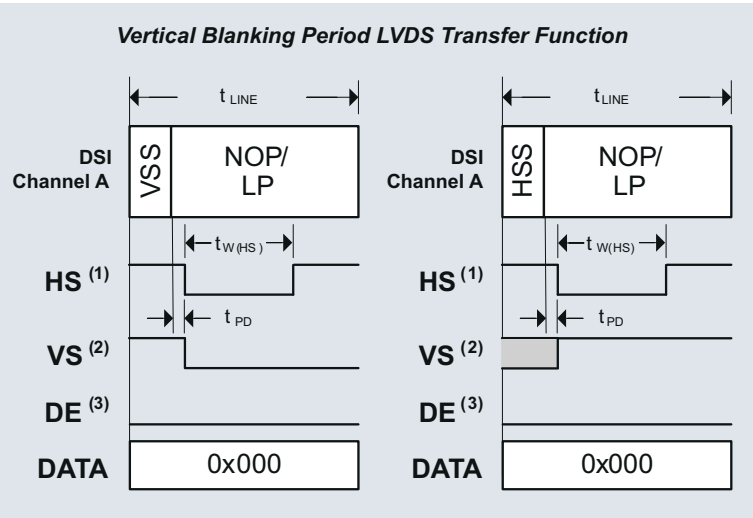 Vertical Blanking Period LVDS Transfer Function
t LINE
DSI
Channel A
VSS
NOP/
LP
t W(HS)
HS (1)
t PD
VS (2)
DE (3)
DATA
0x000
t LINE
DSI
Channel A
HSS
NOP/
LP
t W(HS)
HS (1)
t PD
VS (2)
DE (3)
DATA
0x000